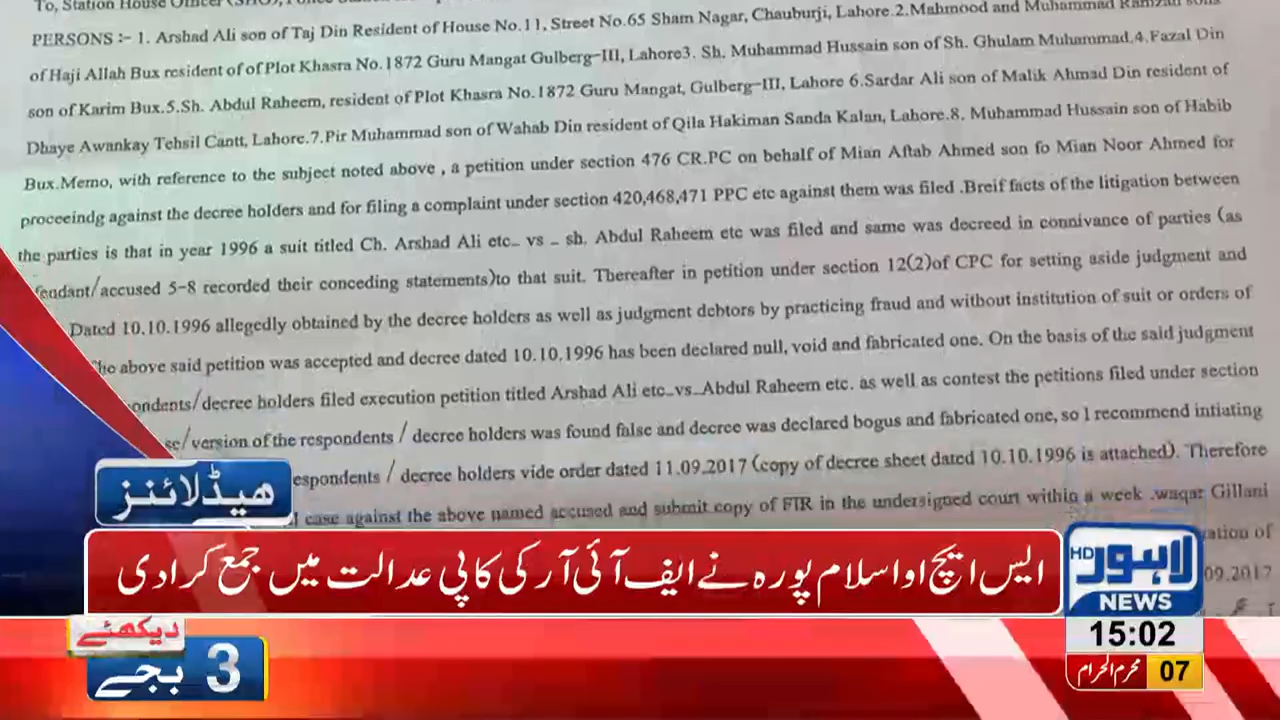 To, Station House Officer (SHO), Police
PERSONS :- 1. Arshad Ali son of Taj Din Resident of House No.11, Street No.65 Sham Nagar, Chauburji, Lahore.2.Mahmood and Muhammad Ramzan sons
of Haji Allah Bux resident of of Plot Khasra No.1872 Guru Mangat Gulberg-III, Lahore3. Sh. Muhammad Hussain son of Sh. Ghulam Muhammad.4.Fazal Din
son of Karim Bux.5.Sh. Abdul Raheem, resident of Plot Khasra No.1872 Guru Mangat, Gulberg-III, Lahore 6.Sardar Ali son of Malik Ahmad Din resident of
Dhaye Awankay Tehsil Cantt, Lahore.7.Pir Muhammad son of Wahab Din resident of Qila Hakiman Sanda Kalan, Lahore.8. Muhammad Hussain son of Habib
Bux.Memo, with reference to the subject noted above , a petition under section 476 CR.PC on behalf of Mian Aftab Ahmed son fo Mian Noor Ahmed for
proceeindg against the decree holders and for filing a complaint under section 420,468,471 PPC etc against them was filed .Breif facts of the litigation between
the parties is that in year 1996 a suit titled Ch. Arshad Ali etc_ vs _ sh. Abdul Raheem etc was filed and same was decreed in connivance of parties (as
fendant/accused 5-8 recorded their conceding statements)to that suit. Thereafter in petition under section 12(2)of CPC for setting aside judgment and
Dated 10.10.1996 allegedly obtained by the decree holders as well as judgment debtors by practicing fraud and without institution of suit or orders of
he above said petition was accepted and decree dated 10.10.1996 has been declared null, void and fabricated one. On the basis of the said judgment
ondents/decree holders filed execution petition titled Arshad Ali etc_vs_Abdul Raheem etc. as well as contest the petitions filed under section
se/version of the respondents / decree holders was found false and decree was declared bogus and fabricated one, so I recommend intiating
espondents / decree holders vide order dated 11.09.2017 (copy of decree sheet dated 10.10.1996 is attached). Therefore
case against the above named accused and submit copy of FIR in the undersigned court within a week .waqar Gillani
ation of
09.2017
ہیڈلائنز
ایس ایچ او اسلام پورہ نے ایف آئی آر کی کاپی عدالت میں جمع کرا دی
HD لاہور
NEWS
15:02
07 محرم الحرام
دیکھئے
3 بجے